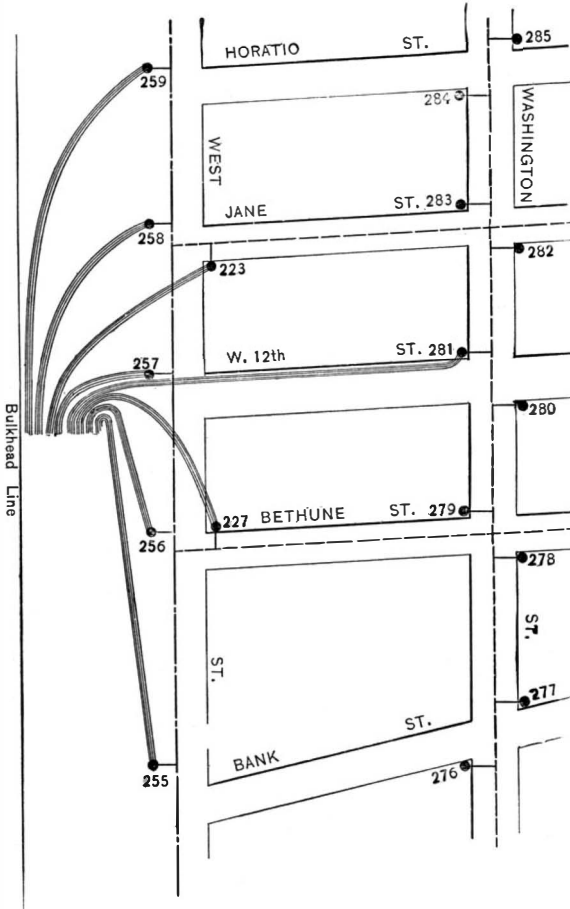 285
HORATIO ST.
259
284
WASHINGTON
WEST
JANE ST. 283
258
282
223
257
W. 12th ST. 281
280
Bulkhead Line
227 BETHUNE ST. 279
256
278
ST.
ST.
277
ST.
BANK
255
276